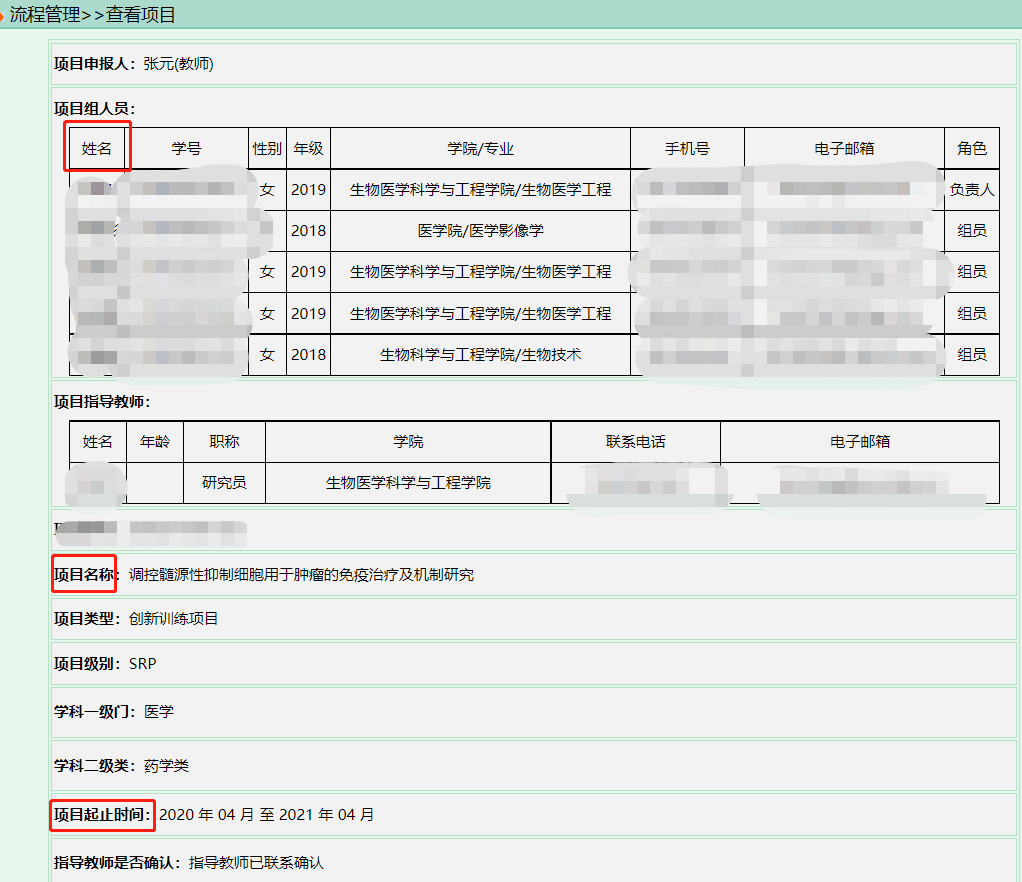 流程管理>>查看项目
项目申报人：张元(教师)
项目组人员：
姓名 学号 性别 年级 学院/专业 手机号 电子邮箱 角色
女 2019 生物医学科学与工程学院/生物医学工程 负责人
2018 医学院/医学影像学 组员
女 2019 生物医学科学与工程学院/生物医学工程 组员
女 2019 生物医学科学与工程学院/生物医学工程 组员
女 2018 生物科学与工程学院/生物技术 组员
项目指导教师：
姓名 年龄 职称 学院 联系电话 电子邮箱
研究员 生物医学科学与工程学院
项目名称：调控髓源性抑制细胞用于肿瘤的免疫治疗及机制研究
项目类型：创新训练项目
项目级别：SRP
学科一级门：医学
学科二级类：药学类
项目起止时间：2020 年 04 月 至 2021 年 04 月
指导教师是否确认：指导教师已联系确认